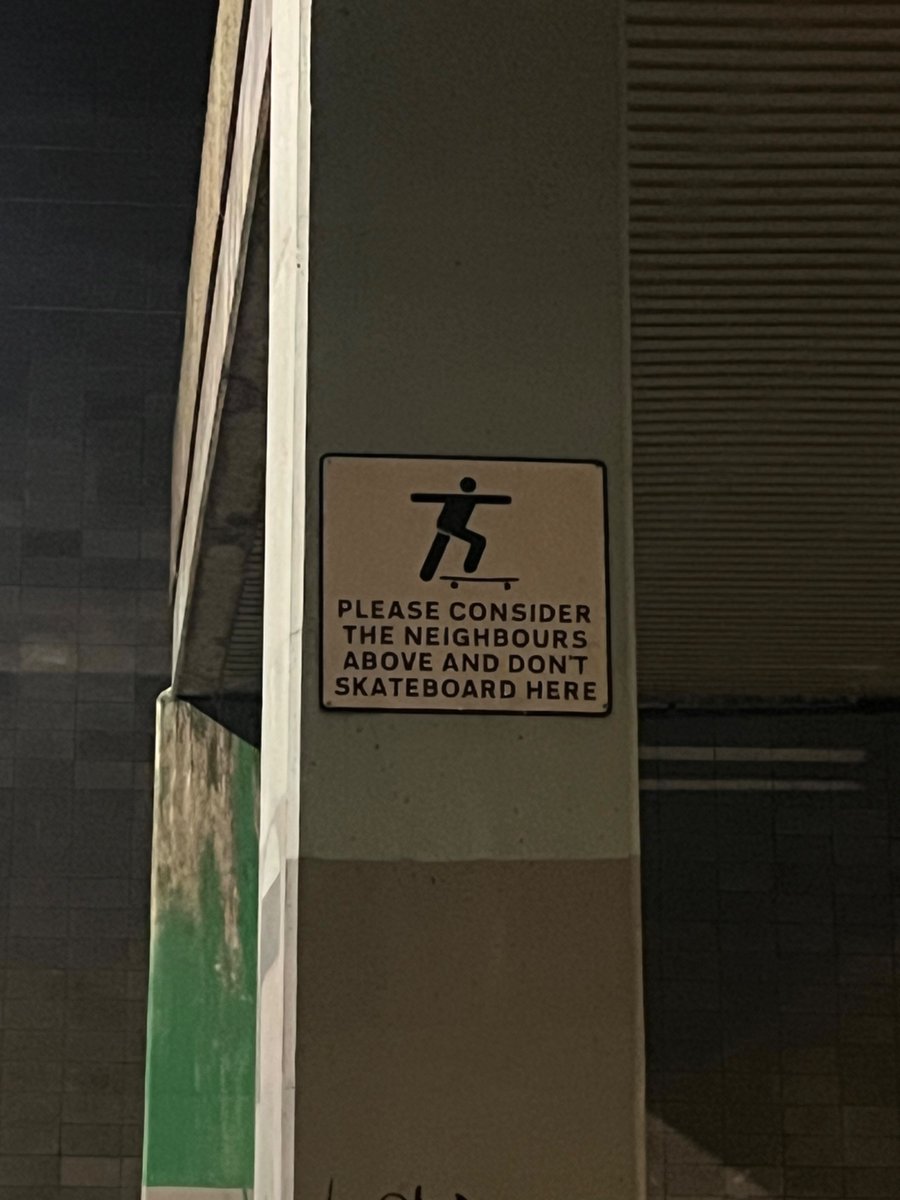 PLEASE CONSIDER
THE NEIGHBOURS
ABOVE AND DON'T
SKATEBOARD HERE